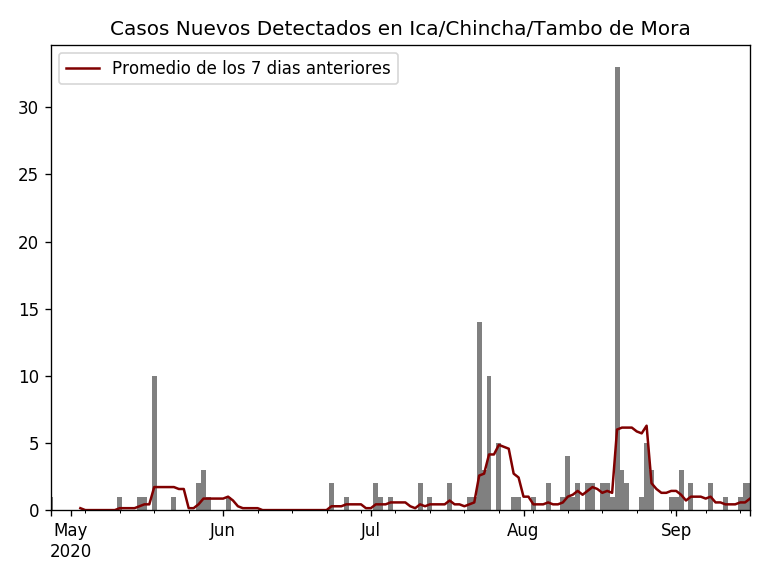 Casos Nuevos Detectados en Ica/Chincha/Tambo de Mora
Promedio de los 7 dias anteriores
30
25
20
15
10
5
0
May Jun Jul Aug Sep
2020